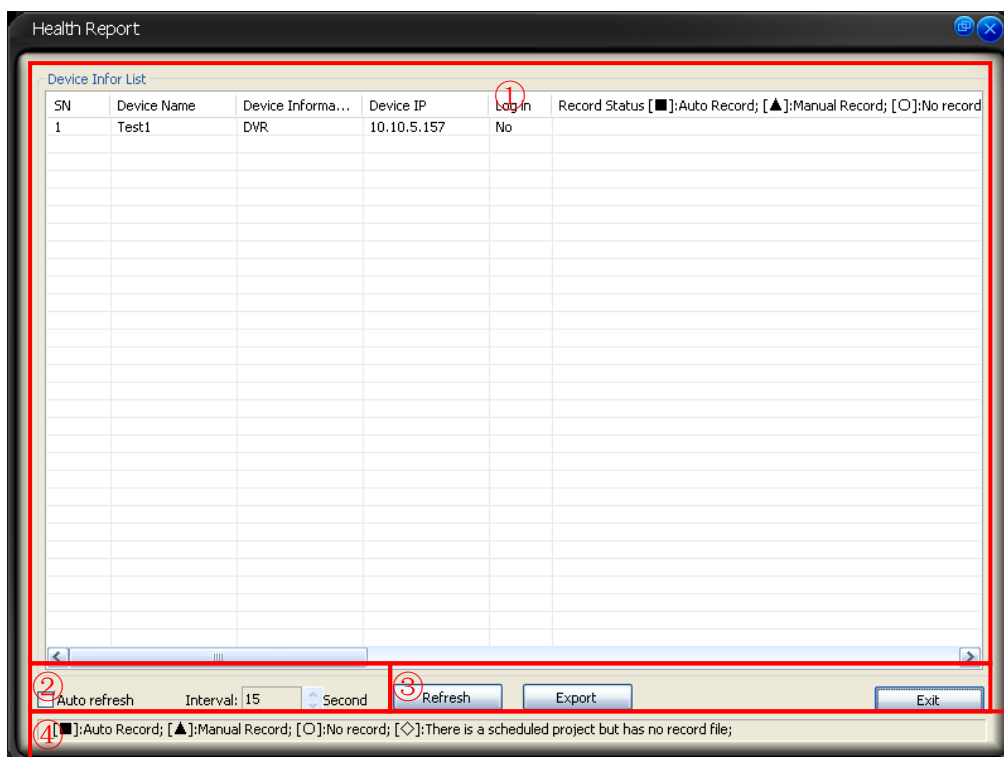 Health Report
Device Infor List
①
SN Device Name Device Informa... Device IP Log in Record Status [■]:Auto Record; [▲]:Manual Record; [○]:No record
1 Test1 DVR 10.10.5.157 No
② ③
Auto refresh Interval: 15 Second Refresh Export Exit
④ [■]:Auto Record; [▲]:Manual Record; [○]:No record; [◇]:There is a scheduled project but has no record file;